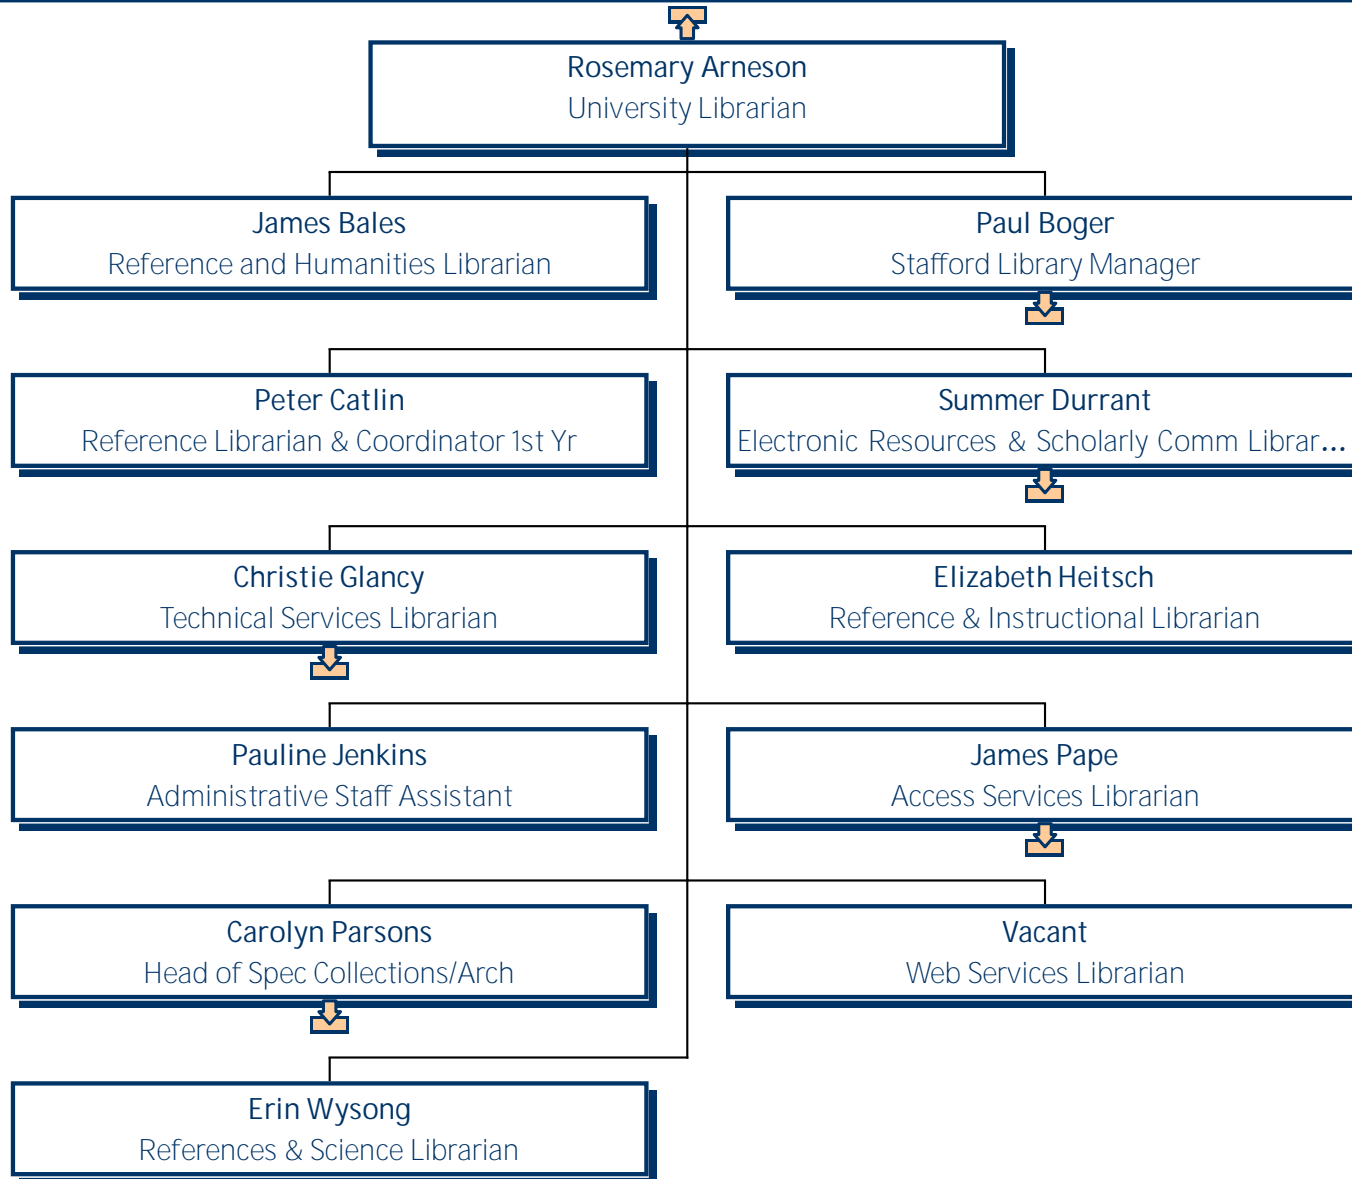 Rosemary Arneson
University Librarian
James Bales
Reference and Humanities Librarian
Paul Boger
Stafford Library Manager
Peter Catlin
Reference Librarian & Coordinator 1st Yr
Summer Durrant
Electronic Resources & Scholarly Comm Librar...
Christie Glancy
Technical Services Librarian
Elizabeth Heitsch
Reference & Instructional Librarian
Pauline Jenkins
Administrative Staff Assistant
James Pape
Access Services Librarian
Carolyn Parsons
Head of Spec Collections/Arch
Vacant
Web Services Librarian
Erin Wysong
References & Science Librarian